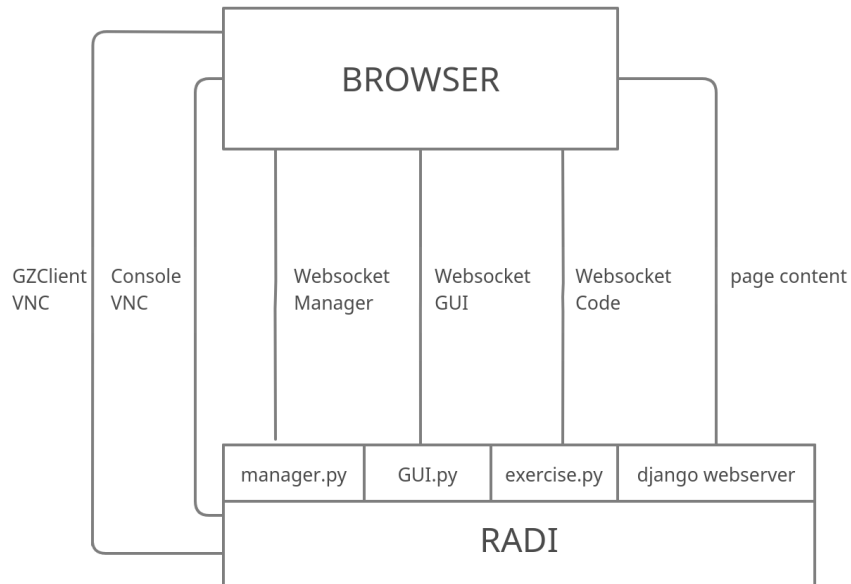 BROWSER
GZClient
VNC
Console
VNC
Websocket
Manager
Websocket
GUI
Websocket
Code
page content
manager.py
GUI.py
exercise.py
django webserver
RADI